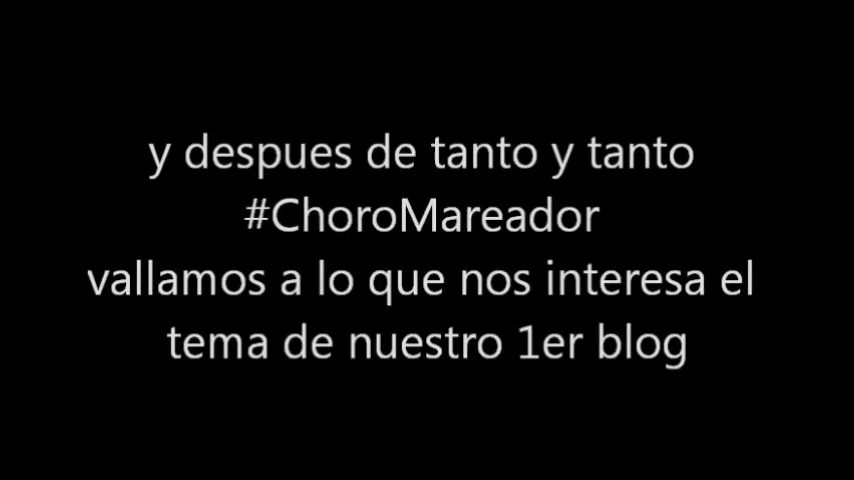 y despues de tanto y tanto
#ChoroMareador
vallamos a lo que nos interesa el
tema de nuestro 1er blog